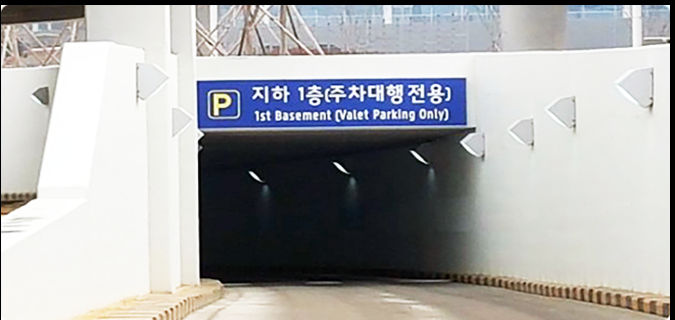 P 지하 1층(주차대행 전용)
1st Basement (Valet Parking Only)